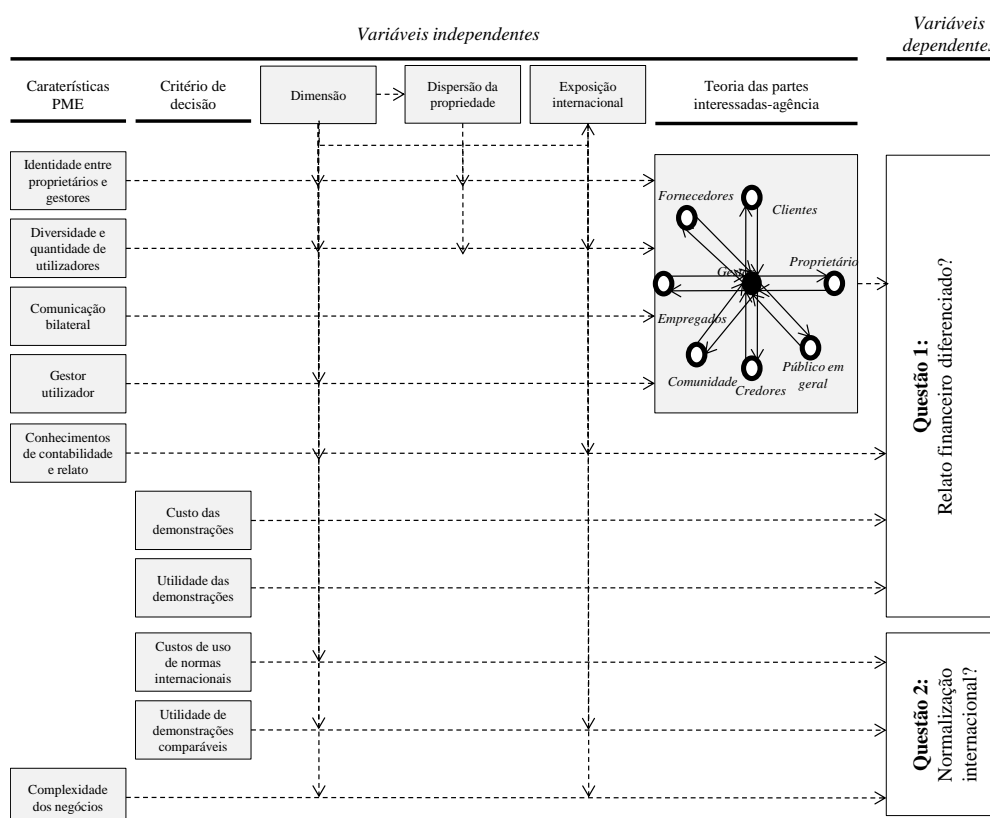 Variáveis independentes
Variáveis
dependentes
Caraterísticas
PME
Critério de
decisão
Dimensão
Dispersão da
propriedade
Exposição
internacional
Teoria das partes
interessadas-agência
Identidade entre
proprietários e
gestores
Diversidade e
quantidade de
utilizadores
Comunicação
bilateral
Gestor
utilizador
Conhecimentos
de contabilidade
e relato
Fornecedores
Clientes
Proprietário
Empregados
Comunidade
Credores
Público em
geral
Custo das
demonstrações
Utilidade das
demonstrações
Custos de uso
de normas
internacionais
Utilidade de
demonstrações
comparáveis
Complexidade
dos negócios
Questão 1:
Relato financeiro diferenciado?
Questão 2:
Normalização
internacional?